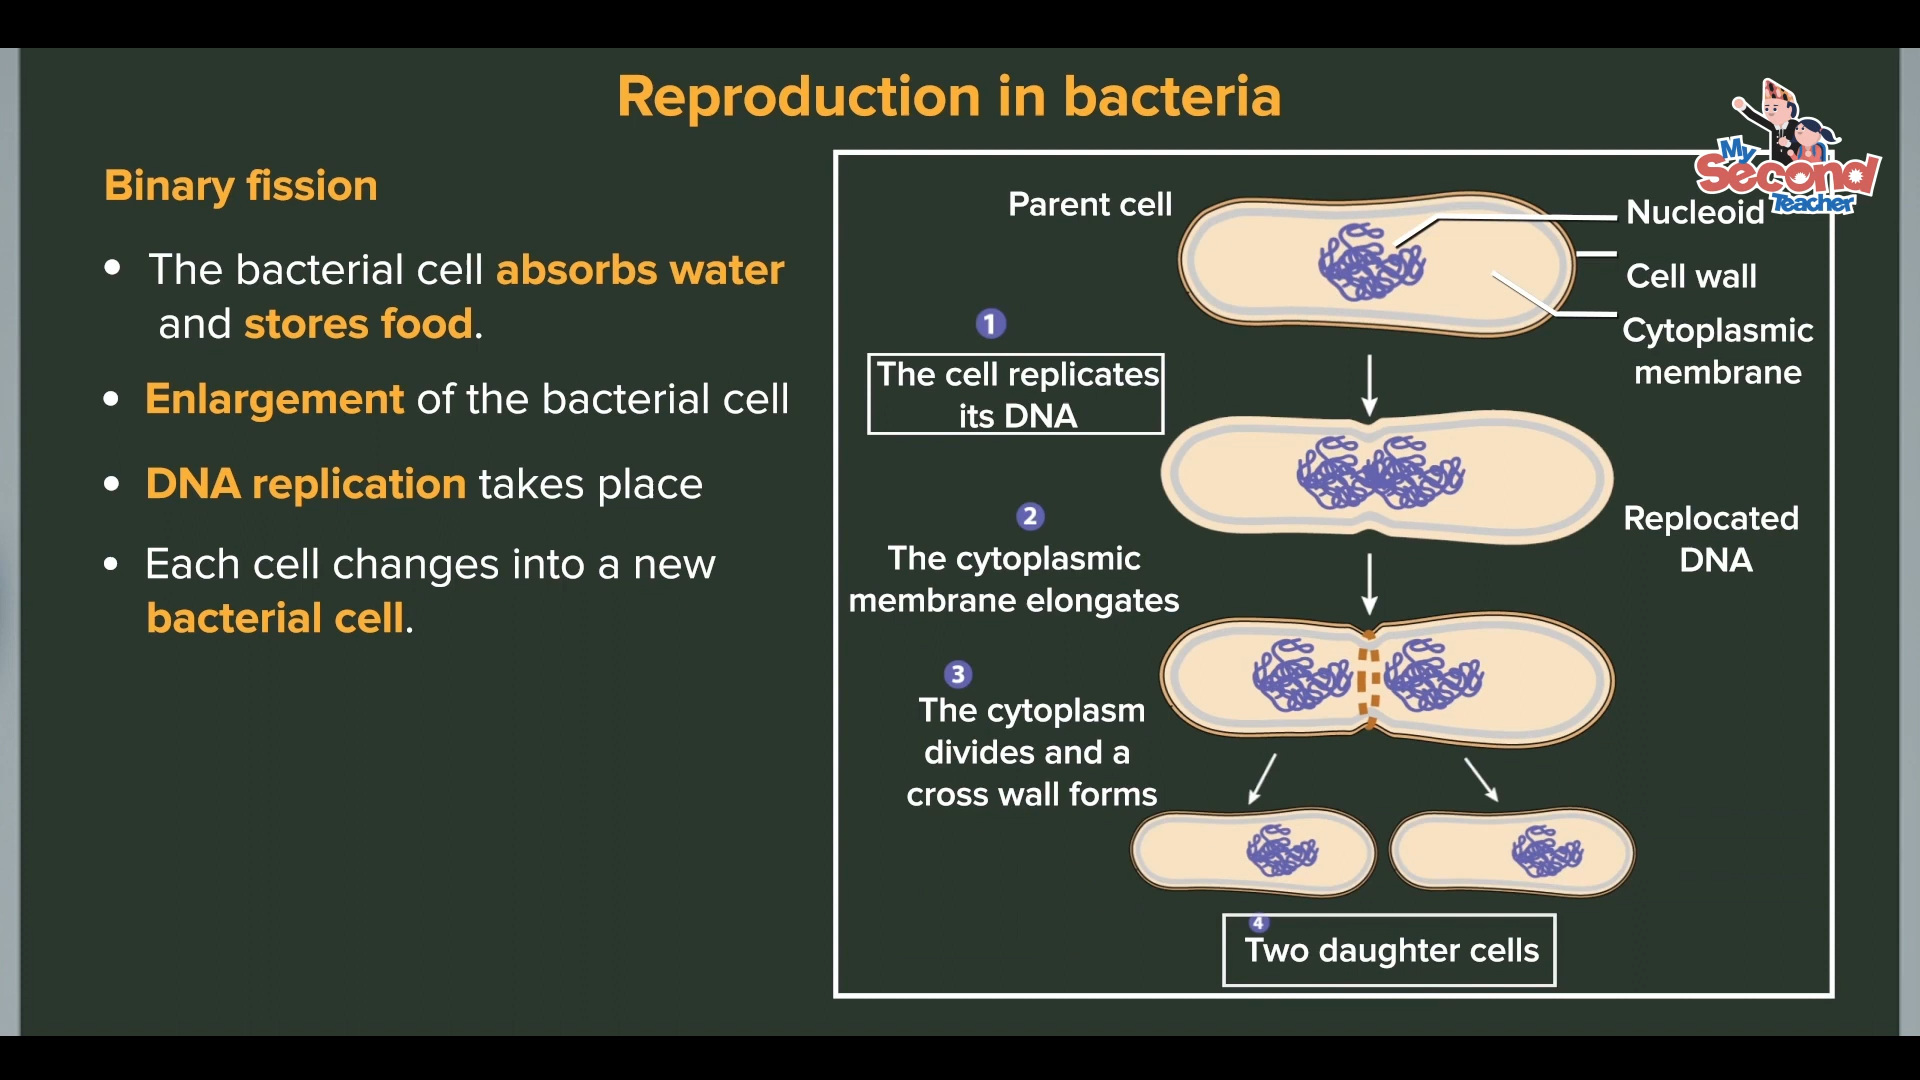 Reproduction in bacteria
My
Second
Teacher
Binary fission
• The bacterial cell absorbs water
and stores food.
• Enlargement of the bacterial cell
• DNA replication takes place
• Each cell changes into a new
bacterial cell.
Parent cell
Nucleoid
Cell wall
Cytoplasmic
membrane
1
The cell replicates
its DNA
Replocated
DNA
2
The cytoplasmic
membrane elongates
3
The cytoplasm
divides and a
cross wall forms
4
Two daughter cells